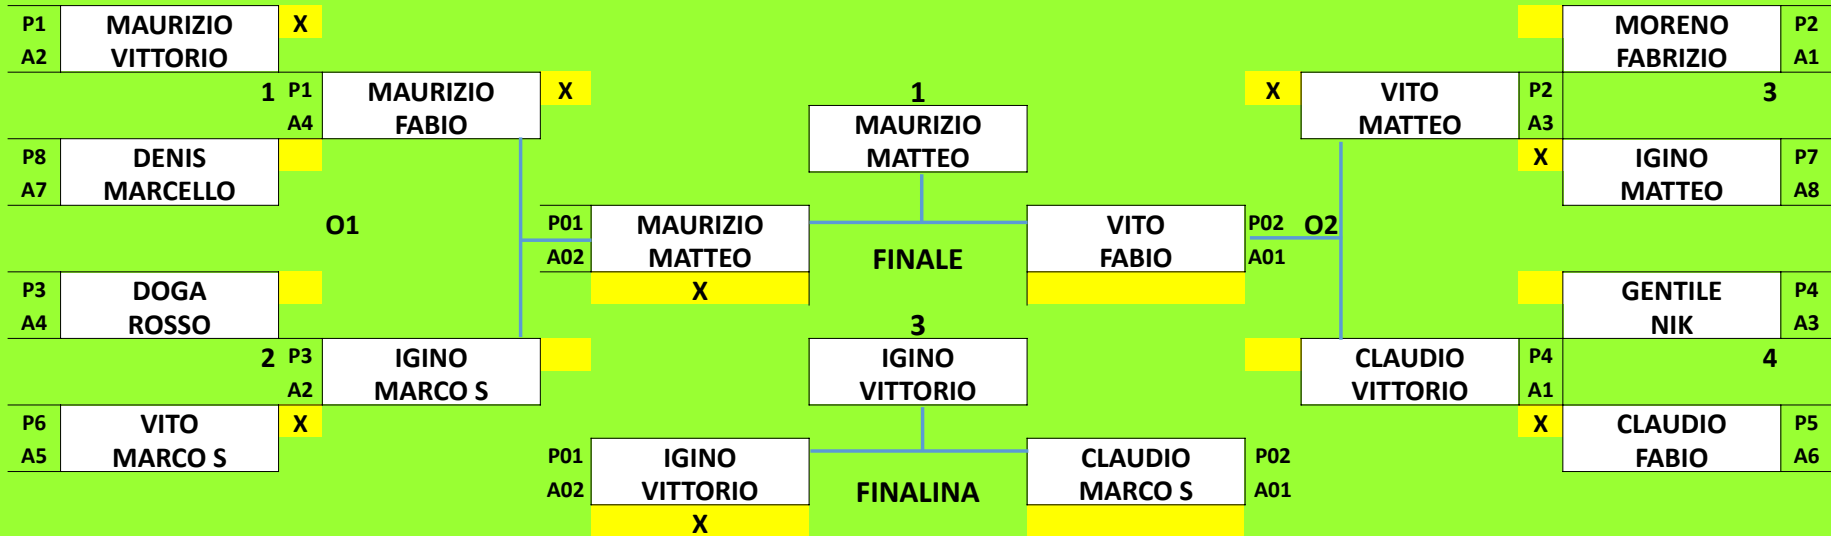 P1 MAURIZIO X MORENO P2
A2 VITTORIO FABRIZIO A1
1 P1 MAURIZIO X 1 X VITO P2 3
A4 FABIO MAURIZIO MATTEO A3
P8 DENIS MATTEO X IGINO P7
A7 MARCELLO MATTEO A8
O1 P01 MAURIZIO VITO P02 O2
A02 MATTEO FINALE FABIO A01
P3 DOGA X GENTILE P4
A4 ROSSO 3 NIK A3
2 P3 IGINO IGINO CLAUDIO P4 4
A2 MARCO S VITTORIO VITTORIO A1
P6 VITO X X CLAUDIO P5
A5 MARCO S P01 IGINO CLAUDIO P02 FABIO A6
A02 VITTORIO FINALINA MARCO S A01
X